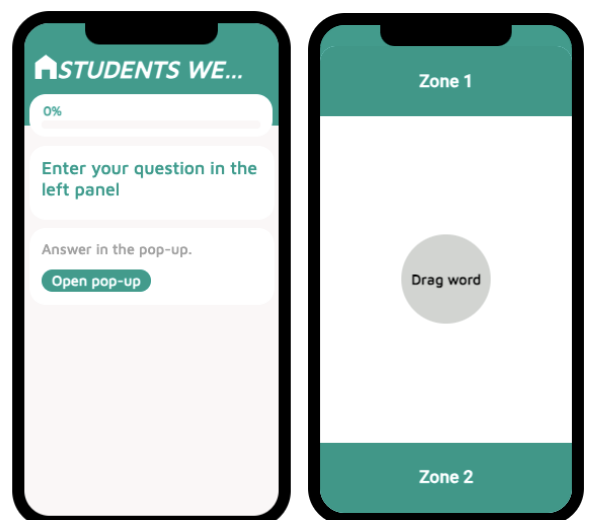 STUDENTS WE...
0%
Enter your question in the
left panel
Answer in the pop-up.
Open pop-up
Zone 1
Drag word
Zone 2